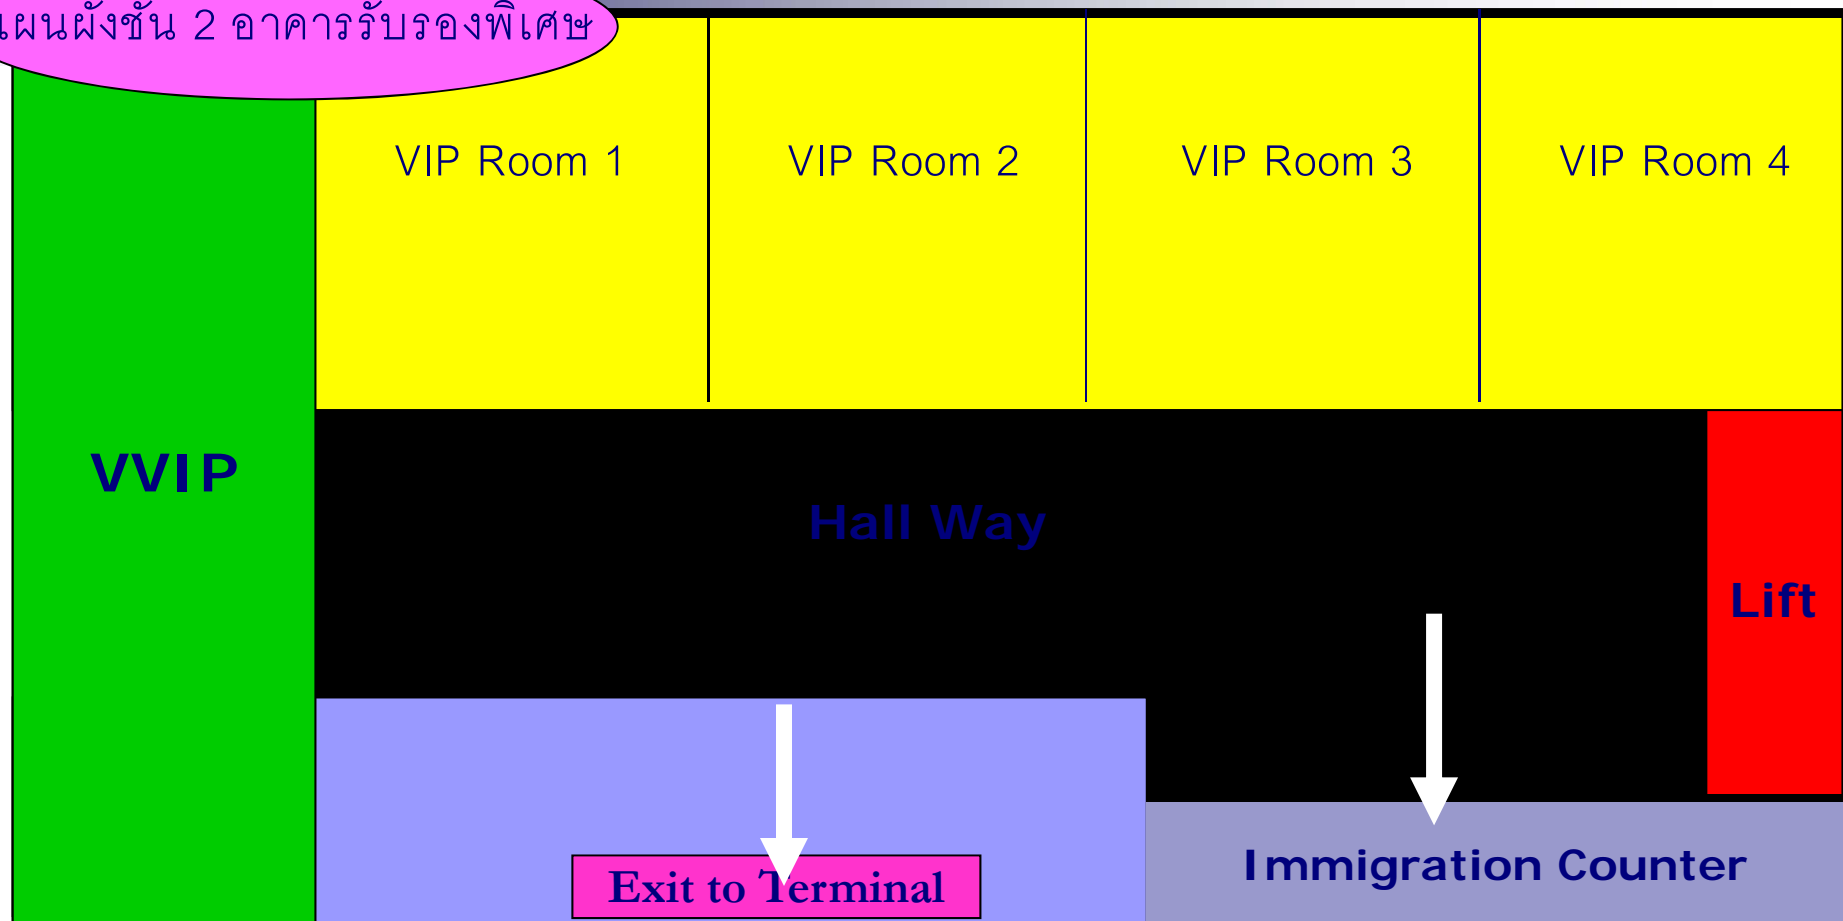 แผนผังชั้น 2 อาคารรับรองพิเศษ
VIP Room 1
VIP Room 2
VIP Room 3
VIP Room 4
VVIP
Hall Way
Lift
Exit to Terminal
Immigration Counter